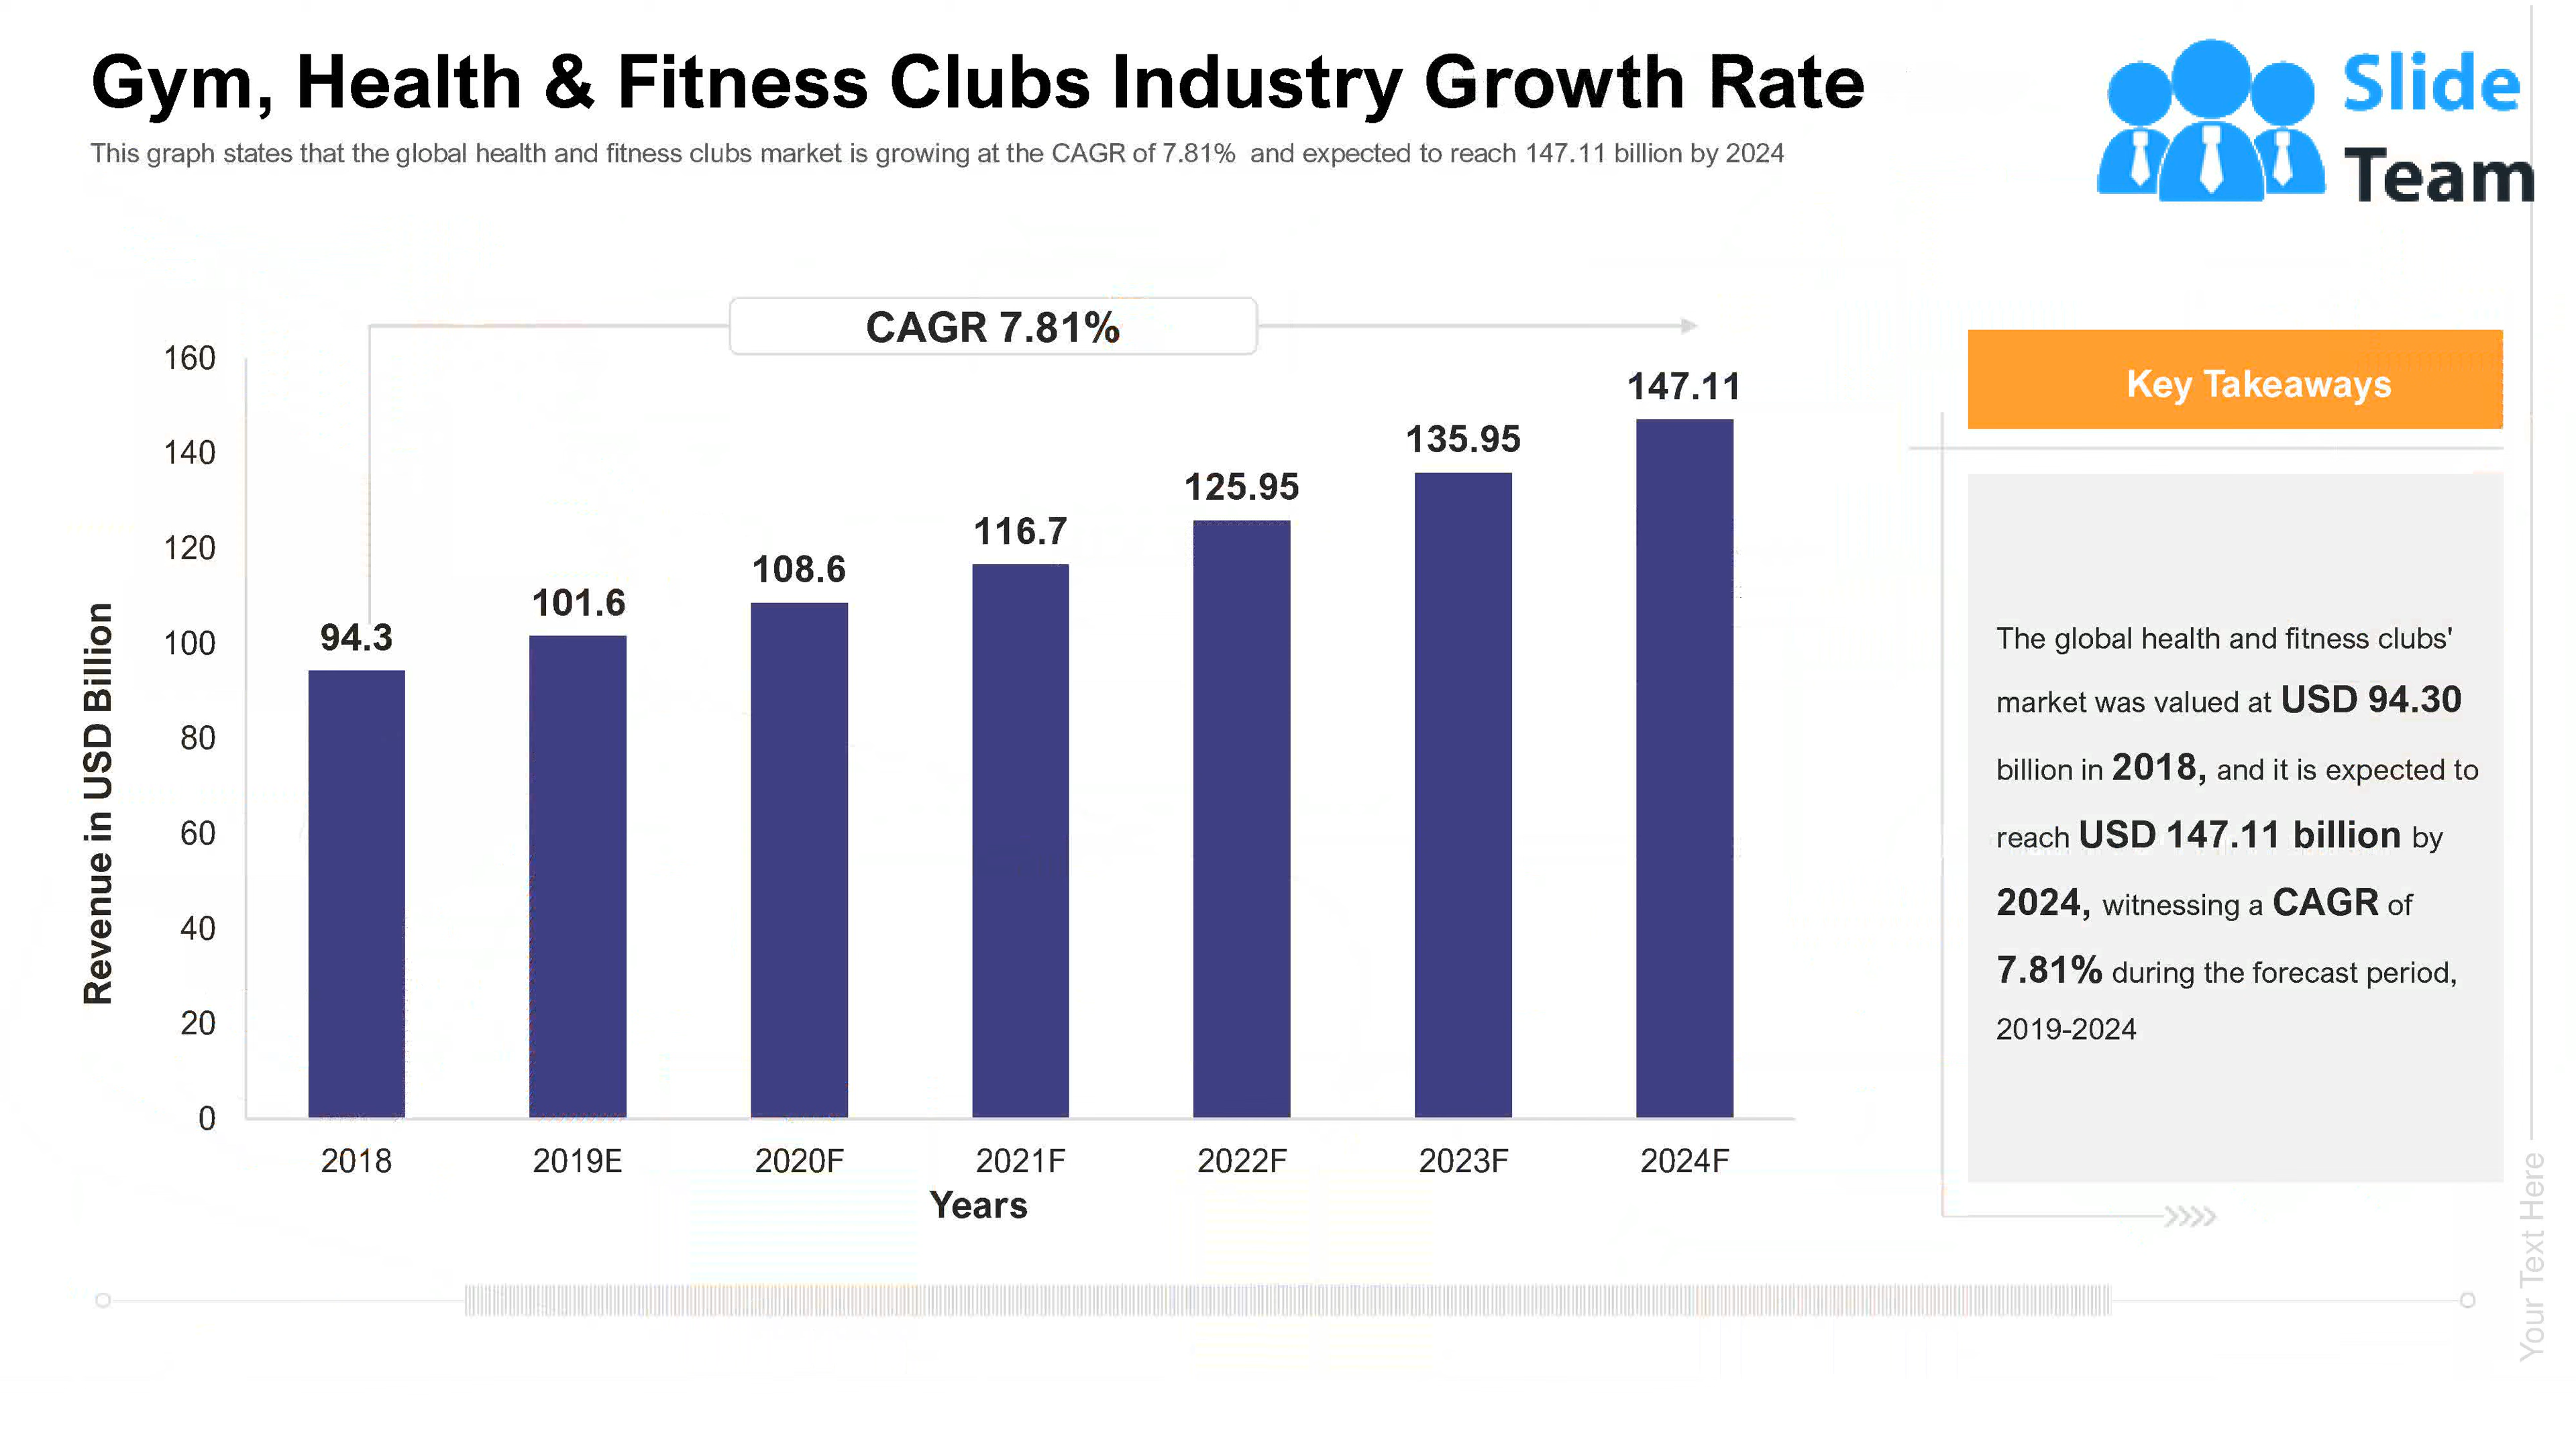 Gym, Health & Fitness Clubs Industry Growth Rate
This graph states that the global health and fitness clubs market is growing at the CAGR of 7.81% and expected to reach 147.11 billion by 2024
Slide
Team
CAGR 7.81%
Revenue in USD Billion
160
140
120
100
80
60
40
20
0
94.3
101.6
108.6
116.7
125.95
135.95
147.11
2018
2019E
2020F
2021F
2022F
2023F
2024F
Years
Key Takeaways
The global health and fitness clubs'
market was valued at USD 94.30
billion in 2018, and it is expected to
reach USD 147.11 billion by
2024, witnessing a CAGR of
7.81% during the forecast period,
2019-2024
Your Text Here